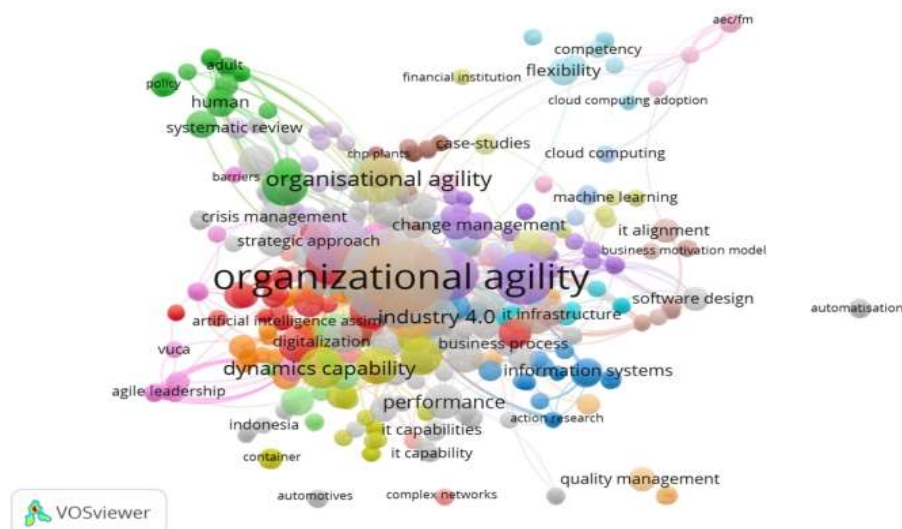 aec/fm
competency
adult
flexibility
financial institution
policy
human
cloud computing adoption
systematic review
case-studies
chp plants
cloud computing
barriers
organisational agility
machine learning
crisis management
change management
it alignment
strategic approach
business motivation model
organizational agility
software design
automatisation
industry 4.0
it infrastructure
artificial intelligence assimi
digitalization
business process
vuca
dynamics capability
information systems
agile leadership
performance
action research
indonesia
it capabilities
container
it capability
quality management
automotives
complex networks
VOSviewer